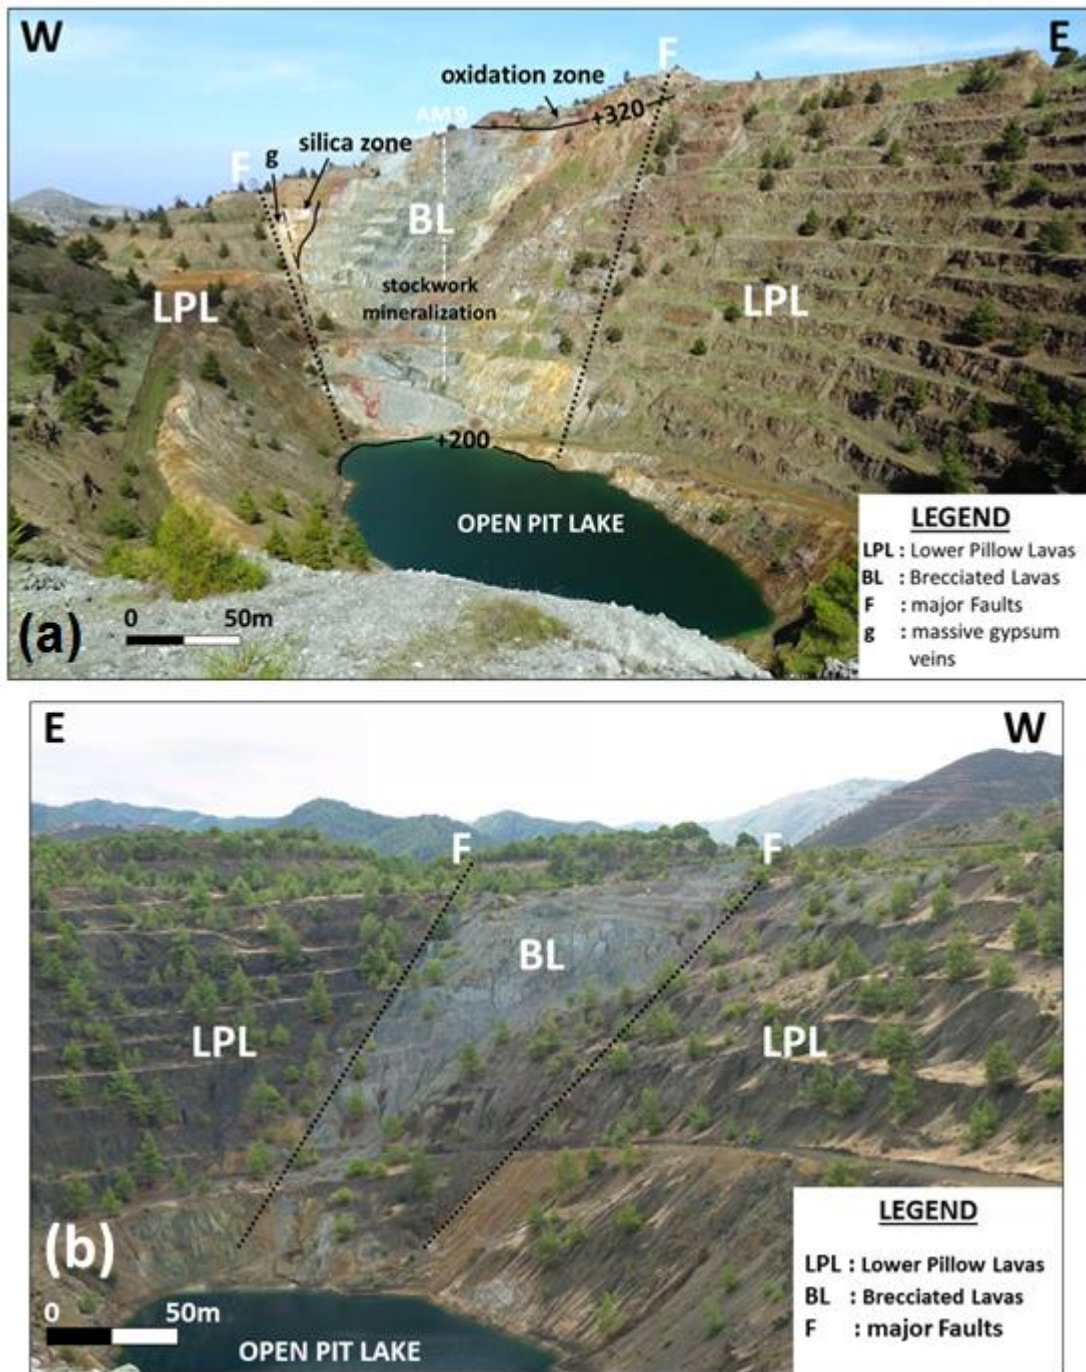 W
E
F
oxidation zone
+320
AM 9
silica zone
g
F
BL
stockwork
mineralization
LPL
LPL
+200
OPEN PIT LAKE
LEGEND
LPL : Lower Pillow Lavas
BL : Brecciated Lavas
F : major Faults
g : massive gypsum
veins
(a)
0 50m
E
W
F
F
BL
LPL
LPL
(b)
0 50m
OPEN PIT LAKE
LEGEND
LPL : Lower Pillow Lavas
BL : Brecciated Lavas
F : major Faults